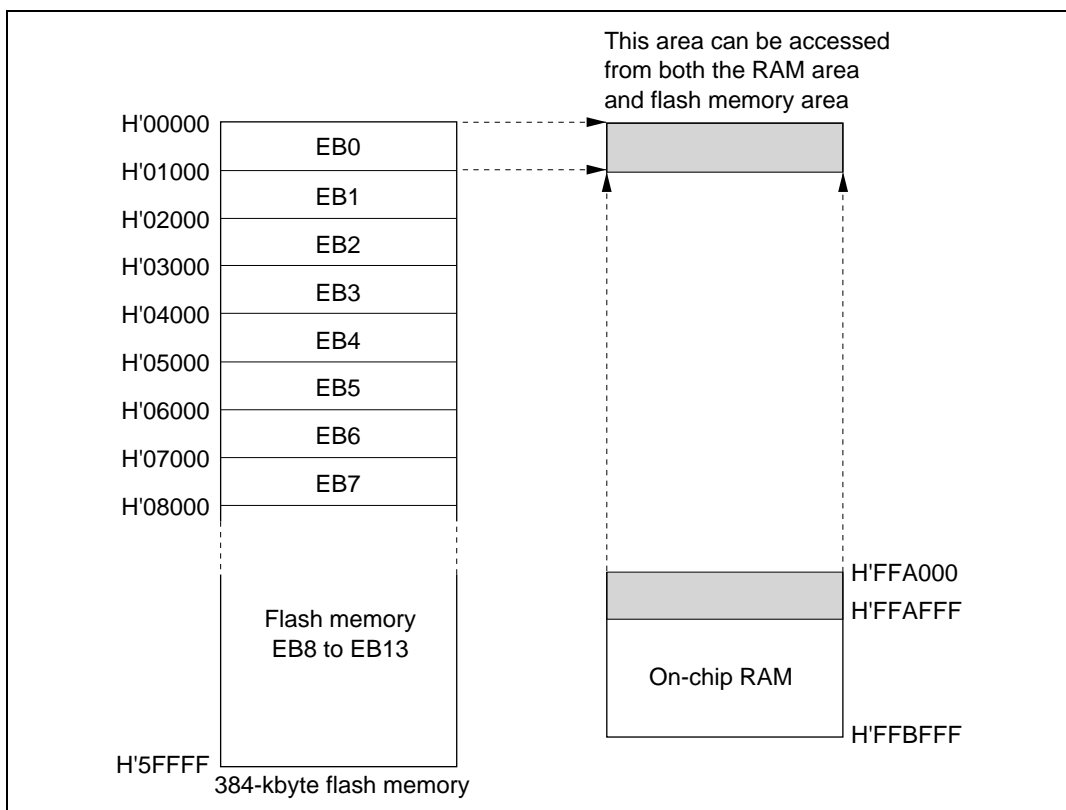 This area can be accessed
from both the RAM area
and flash memory area
H'00000
EB0
H'01000
EB1
H'02000
EB2
H'03000
EB3
H'04000
EB4
H'05000
EB5
H'06000
EB6
H'07000
EB7
H'08000
Flash memory
EB8 to EB13
H'5FFFF
384-kbyte flash memory
H'FFA000
H'FFAFFF
On-chip RAM
H'FFBFFF